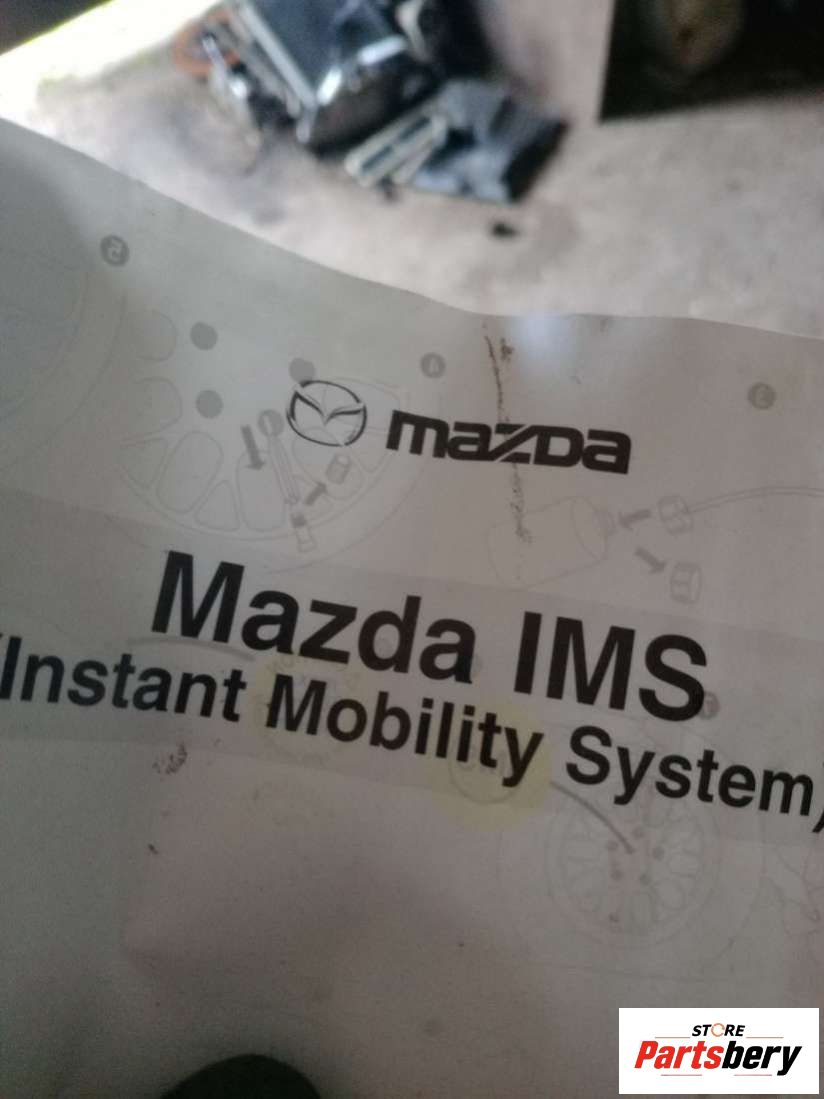 mazda
Mazda IMS
(Instant Mobility System)
STORE
Partsbery